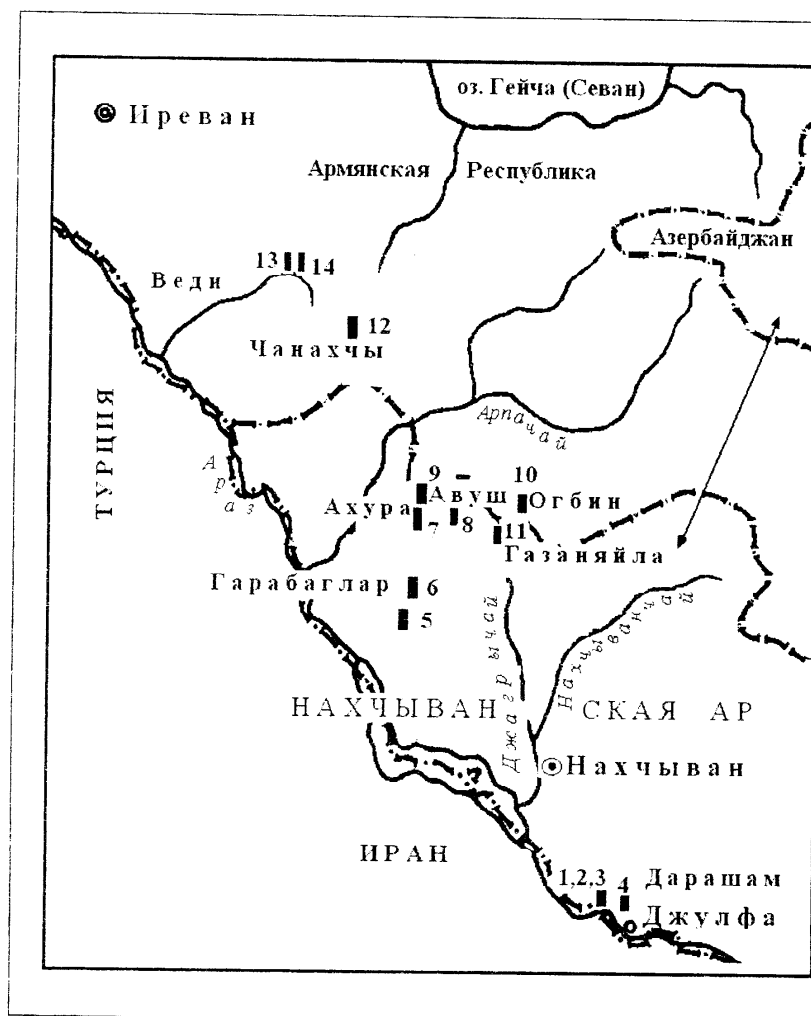 оз. Гейча (Севан)
Иреван
Армянская Республика
Азербайджан
13 14
Веди
12
Чанахчы
ТУРЦИЯ
Арпачай
Араз
9 10
Авуш Огбин
Ахура
7 8 11
Газаняйла
Гарабаглар 6
5
Джагрычай
Нахчыванчай
НАХЧЫВАН СКАЯ АР
Нахчыван
ИРАН
1,2,3 4 Дарашам
Джулфа